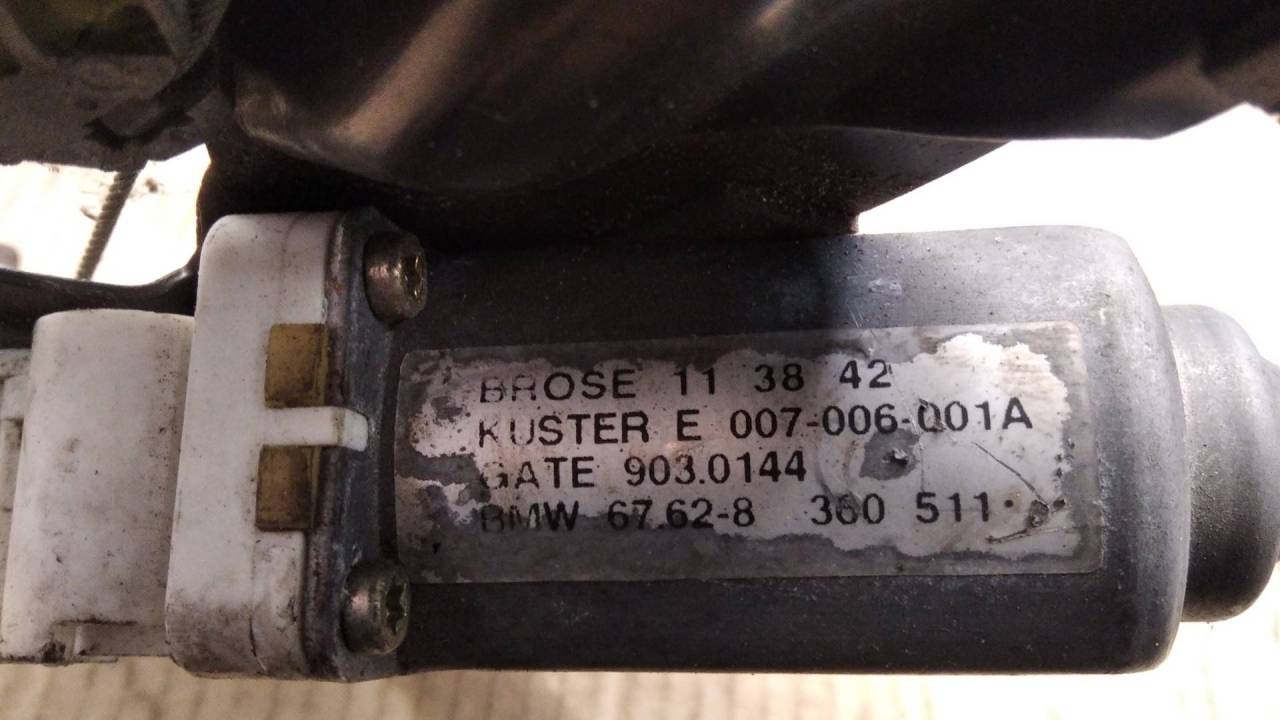 BROSE 11 38 42
KUSTER E 007-006-001A
GATE 903.0144
BMW 67.62-8 360 511